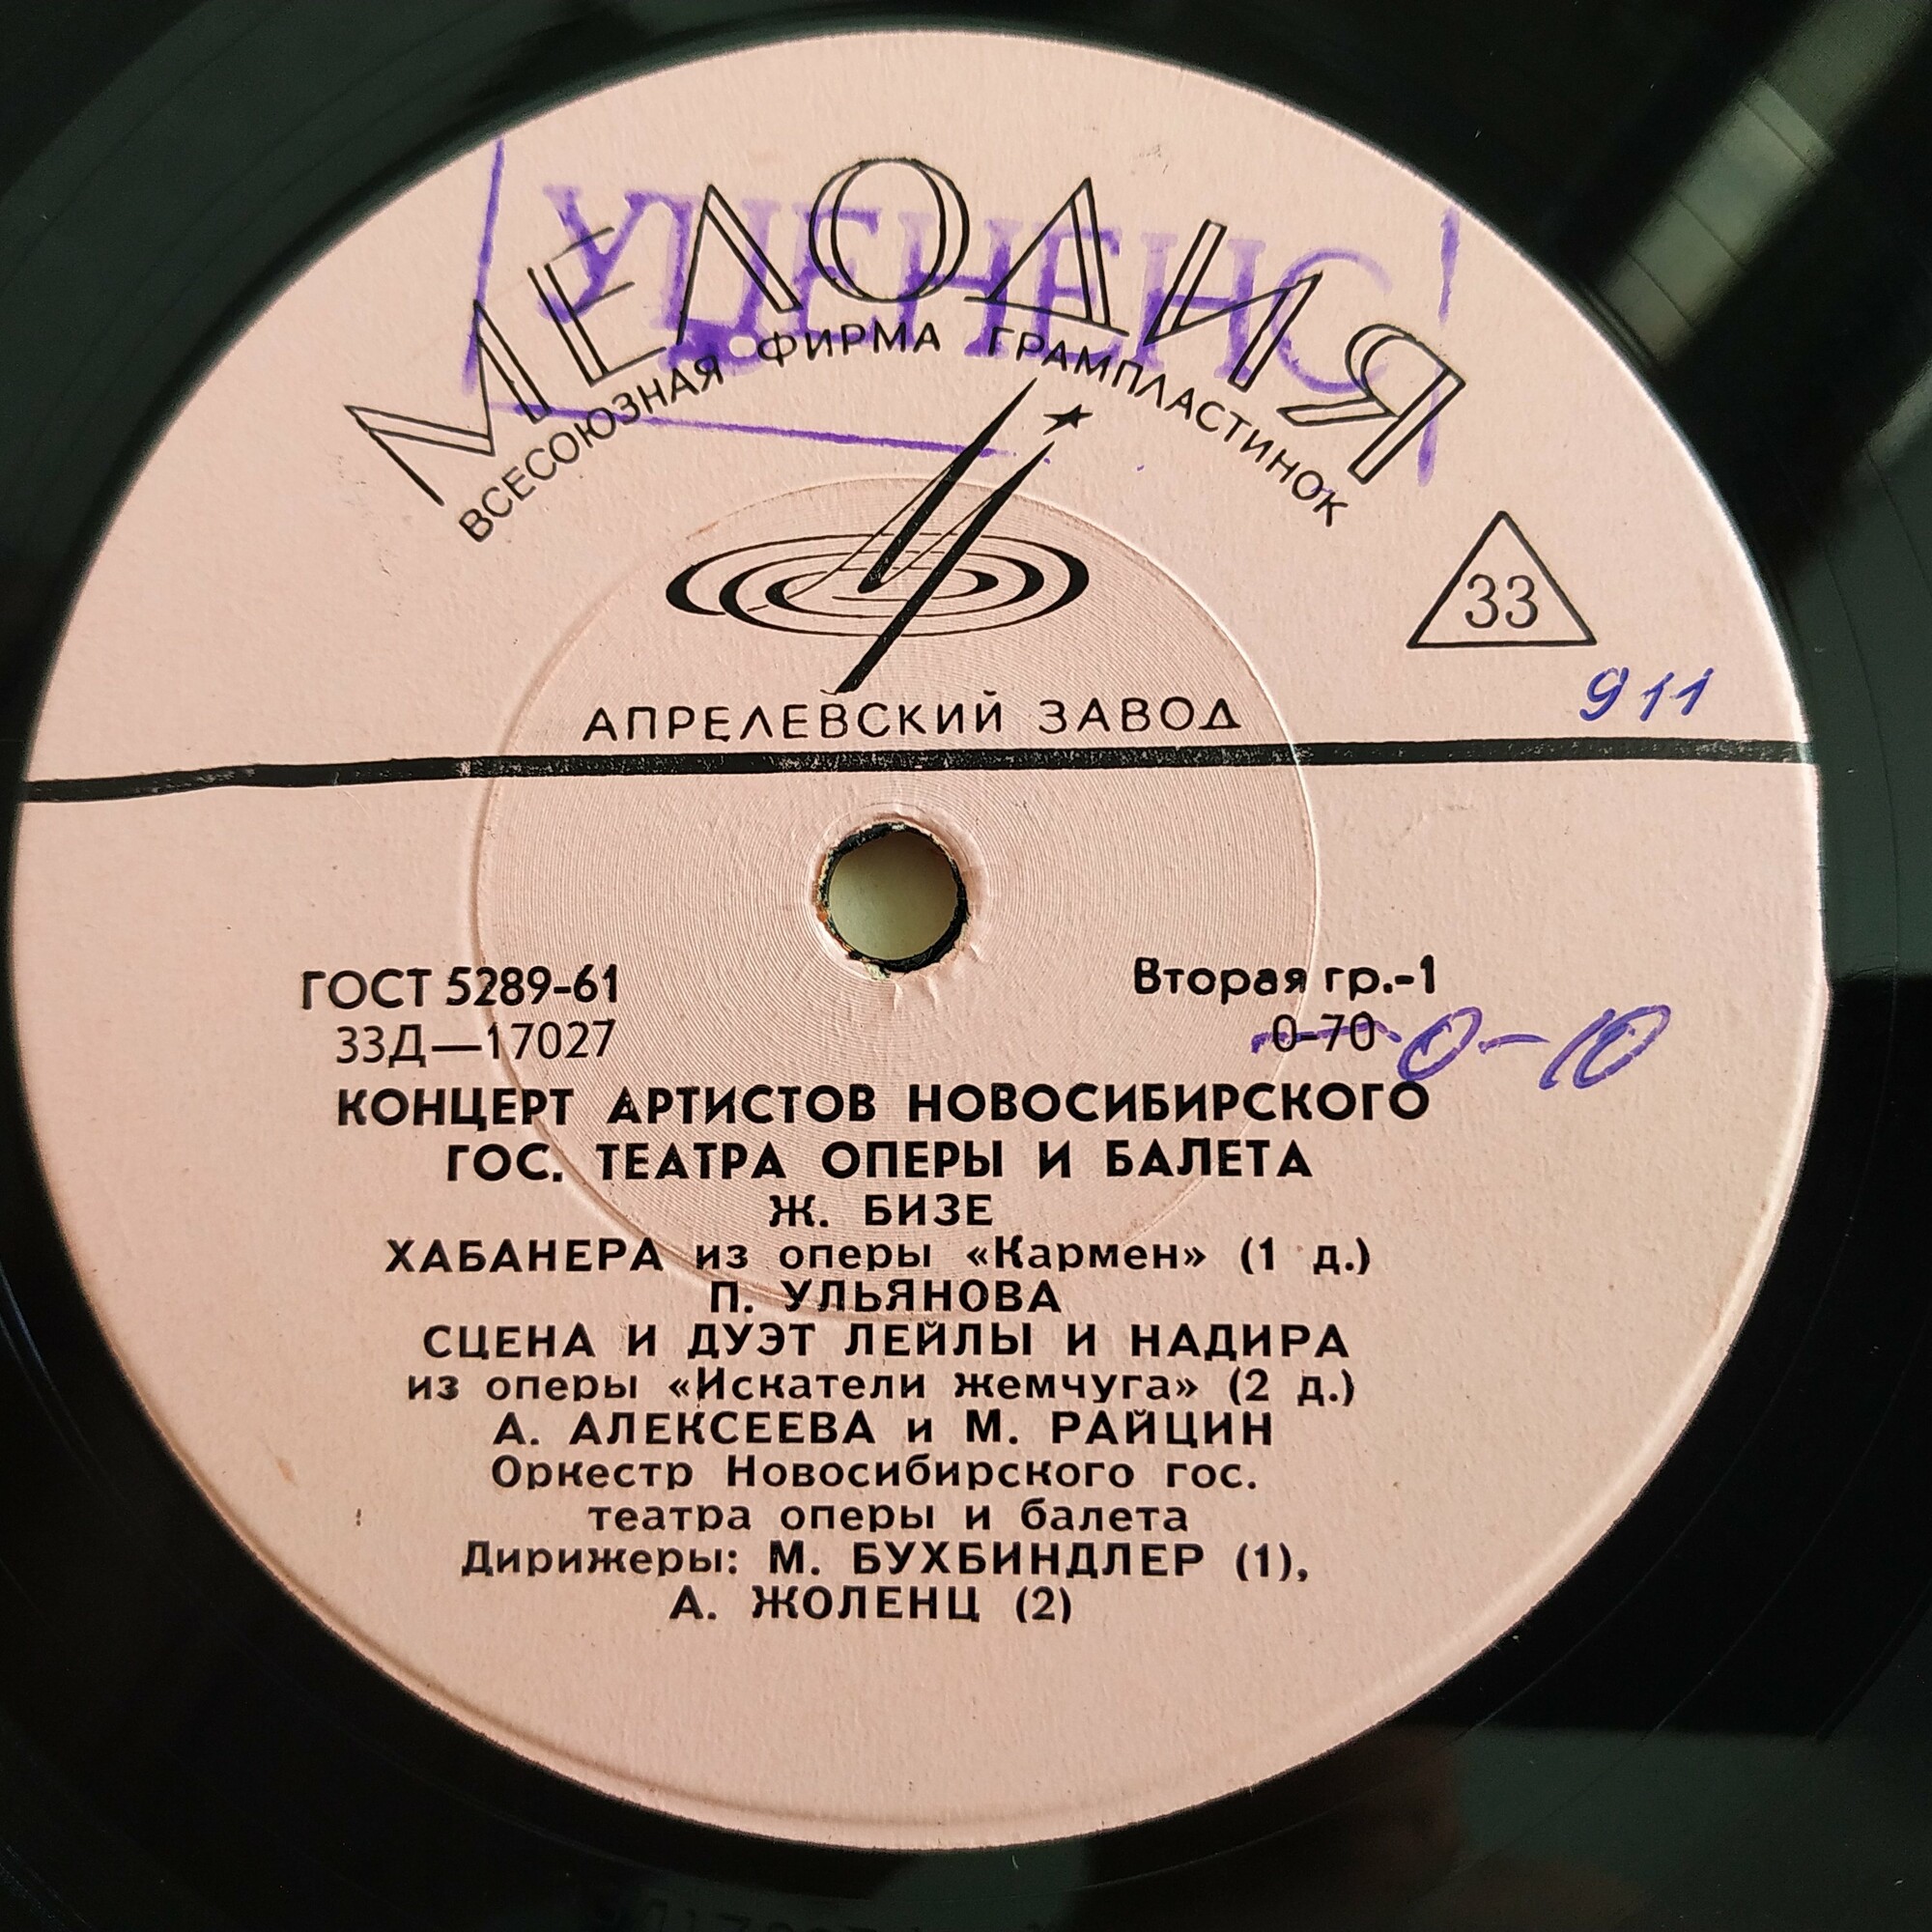 УЦЕНЕНО
МЕЛОДИЯ
ВСЕСОЮЗНАЯ ФИРМА ГРАМПЛАСТИНОК
33
АПРЕЛЕВСКИЙ ЗАВОД
911
ГОСТ 5289-61 Вторая гр.-1
33Д—17027 0-70 0-10
КОНЦЕРТ АРТИСТОВ НОВОСИБИРСКОГО
ГОС. ТЕАТРА ОПЕРЫ И БАЛЕТА
Ж. БИЗЕ
ХАБАНЕРА из оперы «Кармен» (1 д.)
П. УЛЬЯНОВА
СЦЕНА И ДУЭТ ЛЕЙЛЫ И НАДИРА
из оперы «Искатели жемчуга» (2 д.)
А. АЛЕКСЕЕВА и М. РАЙЦИН
Оркестр Новосибирского гос.
театра оперы и балета
Дирижеры: М. БУХБИНДЛЕР (1),
А. ЖОЛЕНЦ (2)